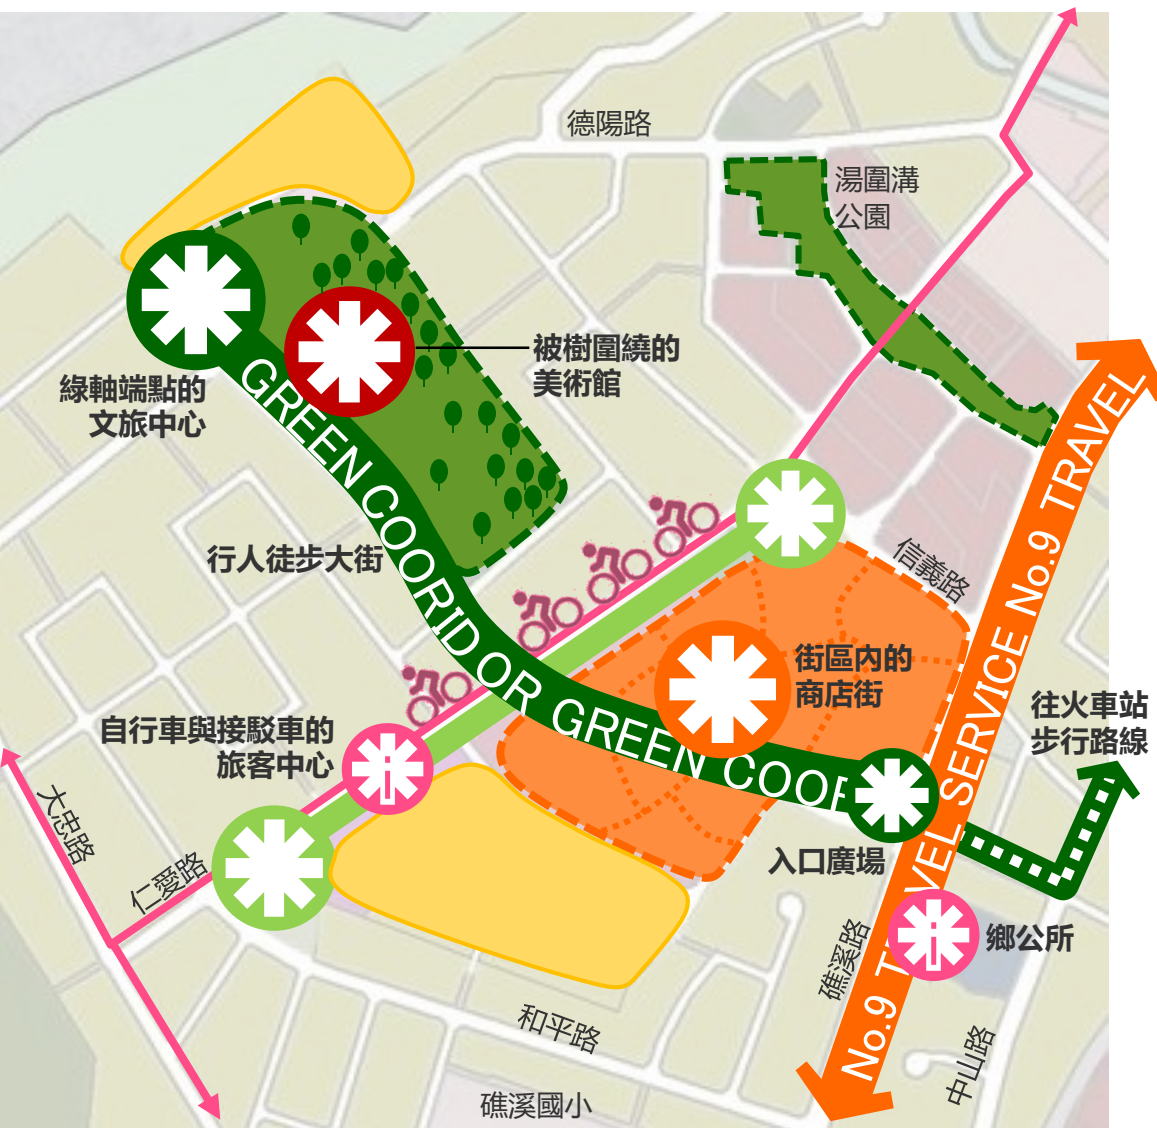 德陽路
湯圍溝
公園
被樹圍繞的
美術館
綠軸端點的
文旅中心
GREEN COORIDOR GREEN COOR
行人徒步大街
信義路
No.9 TRAVEL SERVICE No.9 TRAVEL
街區內的
商店街
往火車站
步行路線
自行車與接駁車的
旅客中心
i
大忠路
仁愛路
入口廣場
礁溪路
i
鄉公所
和平路
中山路
礁溪國小